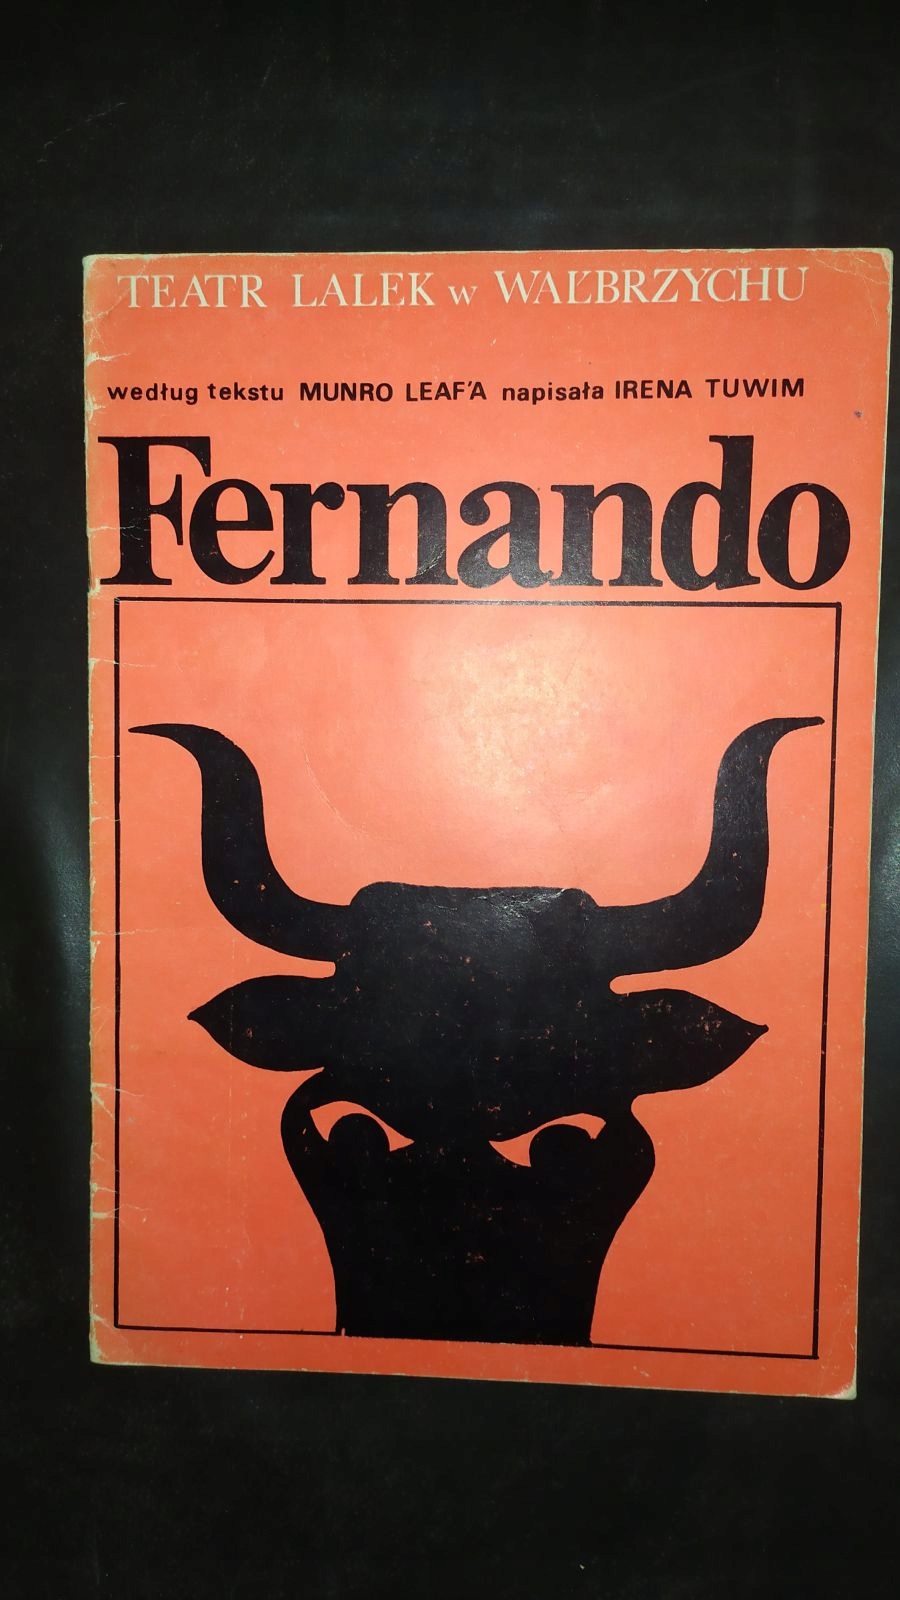 TEATR LALEK w WAŁBRZYCHU
według tekstu MUNRO LEAF'A napisała IRENA TUWIM
Fernando